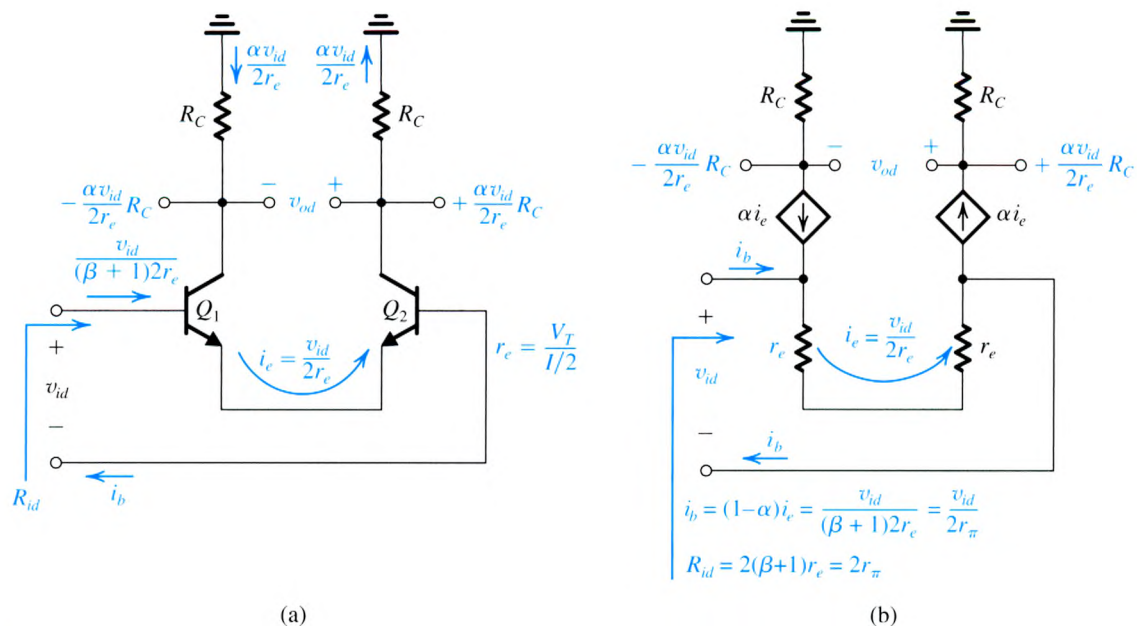 αv_id/2r_e αv_id/2r_e
R_C R_C
− αv_id/2r_e R_C − v_od + + αv_id/2r_e R_C
v_id/(β + 1)2r_e
Q_1 Q_2
i_e = v_id/2r_e
r_e = V_T/I/2
+
v_id
−
R_id
i_b
(a)
R_C R_C
− αv_id/2r_e R_C − v_od + + αv_id/2r_e R_C
αi_e αi_e
i_b
+
v_id
−
r_e i_e = v_id/2r_e r_e
i_b
i_b = (1–α)i_e = v_id/(β + 1)2r_e = v_id/2r_π
R_id = 2(β+1)r_e = 2r_π
(b)